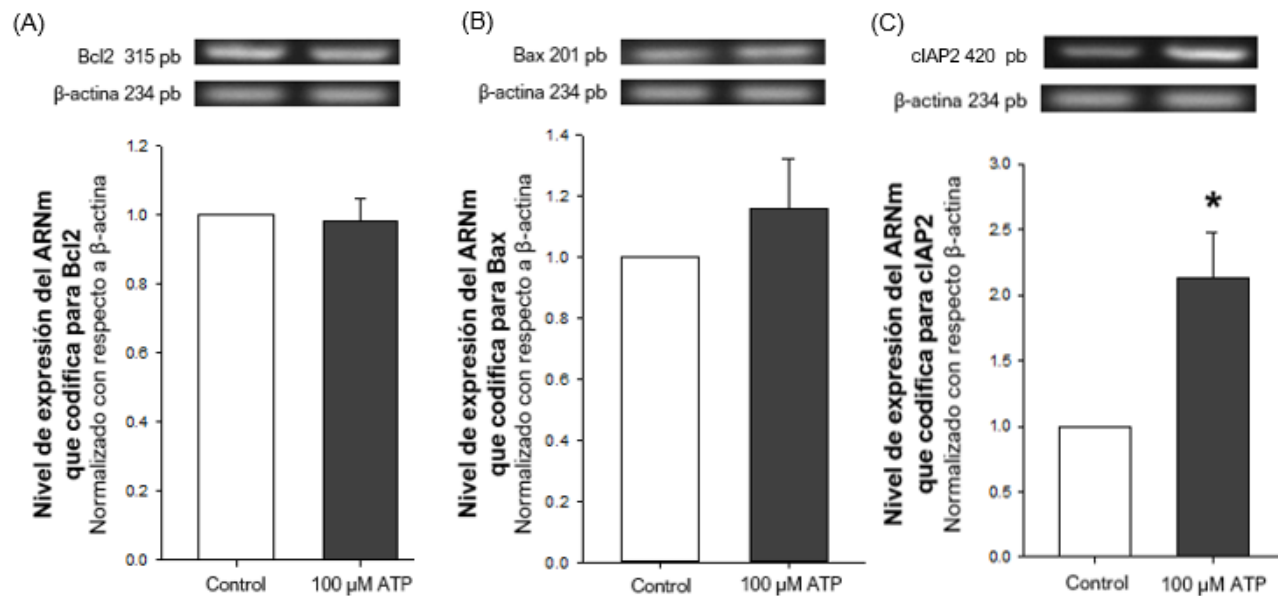 (A)
Bcl2 315 pb
β-actina 234 pb
Nivel de expresión del ARNm
que codifica para Bcl2
Normalizado con respecto a β-actina
1.2
1.0
0.8
0.6
0.4
0.2
0.0
Control
100 µM ATP
(B)
Bax 201 pb
β-actina 234 pb
Nivel de expresión del ARNm
que codifica para Bax
Normalizado con respecto a β-actina
1.4
1.2
1.0
0.8
0.6
0.4
0.2
0.0
Control
100 µM ATP
(C)
cIAP2 420 pb
β-actina 234 pb
Nivel de expresión del ARNm
que codifica para cIAP2
Normalizado con respecto β-actina
3.0
2.5
2.0
1.5
1.0
0.5
0.0
*
Control
100 µM ATP